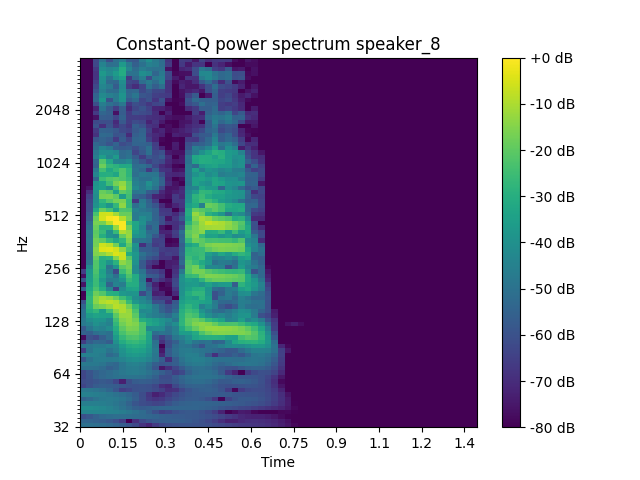 Constant-Q power spectrum speaker_8
Hz
2048
1024
512
256
128
64
32
0 0.15 0.3 0.45 0.6 0.75 0.9 1.1 1.2 1.4
Time
+0 dB
-10 dB
-20 dB
-30 dB
-40 dB
-50 dB
-60 dB
-70 dB
-80 dB